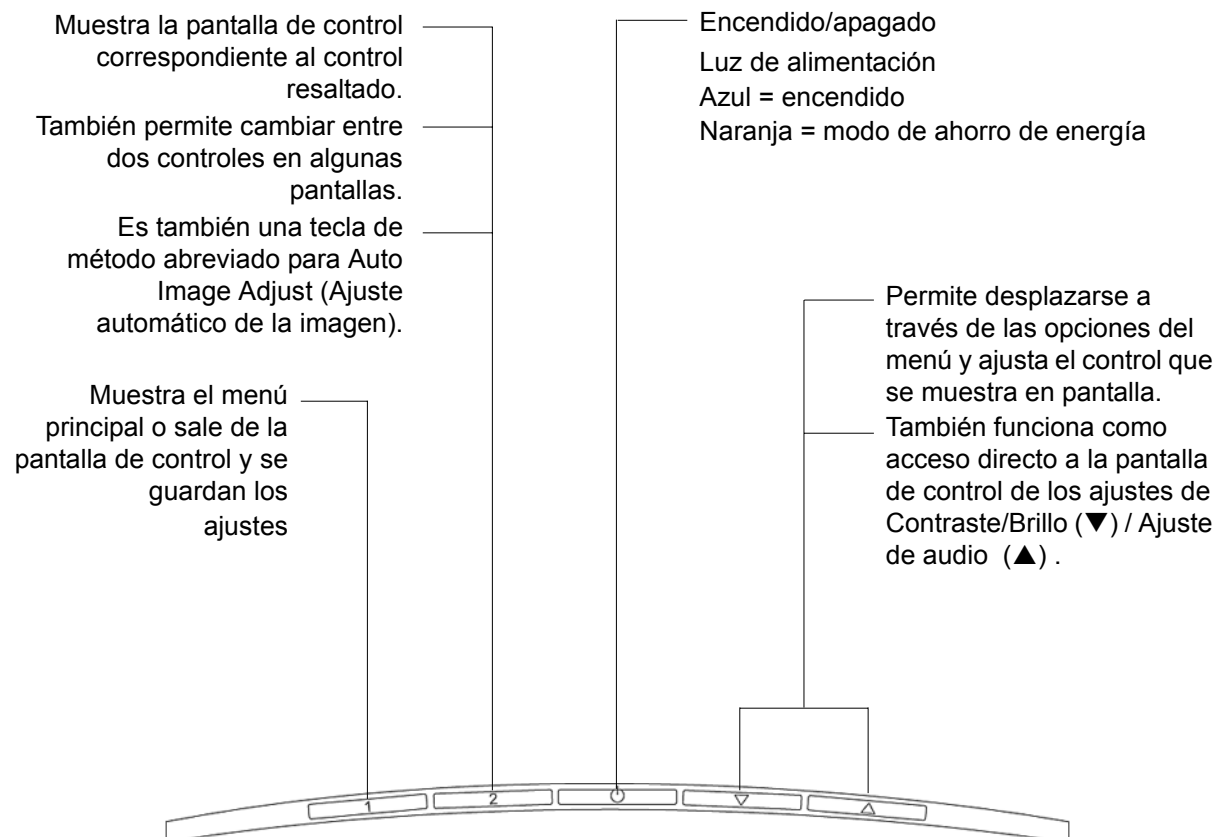 Muestra la pantalla de control
correspondiente al control
resaltado.
También permite cambiar entre
dos controles en algunas
pantallas.
Es también una tecla de
método abreviado para Auto
Image Adjust (Ajuste
automático de la imagen).
Muestra el menú
principal o sale de la
pantalla de control y se
guardan los
ajustes
Encendido/apagado
Luz de alimentación
Azul = encendido
Naranja = modo de ahorro de energía
Permite desplazarse a
través de las opciones del
menú y ajusta el control que
se muestra en pantalla.
También funciona como
acceso directo a la pantalla
de control de los ajustes de
Contraste/Brillo (▼) / Ajuste
de audio (▲) .
1
2